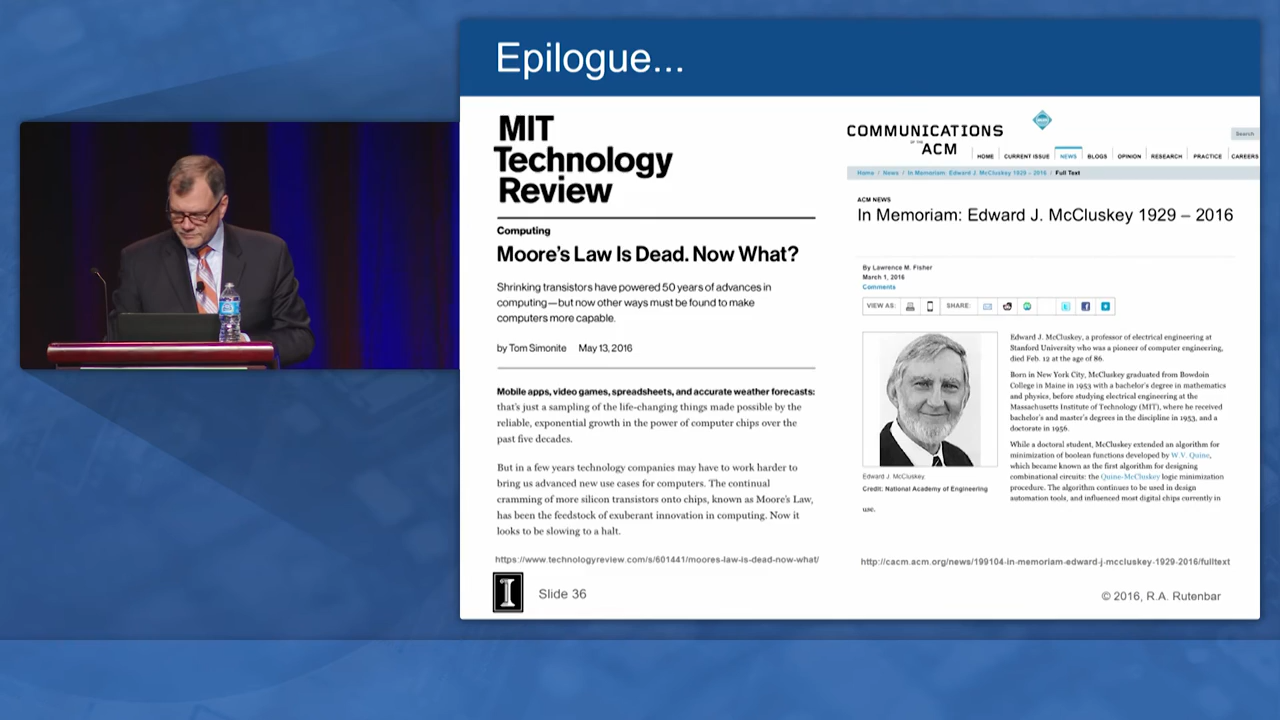 Epilogue...
MIT
Technology
Review
Computing
Moore's Law Is Dead. Now What?
Shrinking transistors have powered 50 years of advances in
computing—but now other ways must be found to make
computers more capable.
by Tom Simonite May 13, 2016
Mobile apps, video games, spreadsheets, and accurate weather forecasts:
that's just a sampling of the life-changing things made possible by the
reliable, exponential growth in the power of computer chips over the
past five decades.
But in a few years technology companies may have to work harder to
bring us advanced new use cases for computers. The continual
cramming of more silicon transistors onto chips, known as Moore's Law,
has been the feedstock of exuberant innovation in computing. Now it
looks to be slowing to a halt.
https://www.technologyreview.com/s/601441/moores-law-is-dead-now-what/
COMMUNICATIONS
OF THE
ACM
Search
HOME CURRENT ISSUE NEWS BLOGS OPINION RESEARCH PRACTICE CAREERS
Home / News / In Memoriam: Edward J. McCluskey 1929 – 2016 / Full Text
ACM NEWS
In Memoriam: Edward J. McCluskey 1929 – 2016
By Lawrence M. Fisher
March 1, 2016
Comments
VIEW AS: SHARE:
Edward J. McCluskey, a professor of electrical engineering at
Stanford University who was a pioneer of computer engineering,
died Feb. 12 at the age of 86.
Born in New York City, McCluskey graduated from Bowdoin
College in Maine in 1953 with a bachelor's degree in mathematics
and physics, before studying electrical engineering at the
Massachusetts Institute of Technology (MIT), where he received
bachelor's and master's degrees in the discipline in 1953, and a
doctorate in 1956.
While a doctoral student, McCluskey extended an algorithm for
minimization of boolean functions developed by W.V. Quine,
which became known as the first algorithm for designing
combinational circuits: the Quine-McCluskey logic minimization
procedure. The algorithm continues to be used in design
automation tools, and influenced most digital chips currently in
use.
Edward J. McCluskey
Credit: National Academy of Engineering
http://cacm.acm.org/news/199104-in-memoriam-edward-j-mccluskey-1929-2016/fulltext
I
Slide 36
© 2016, R.A. Rutenbar